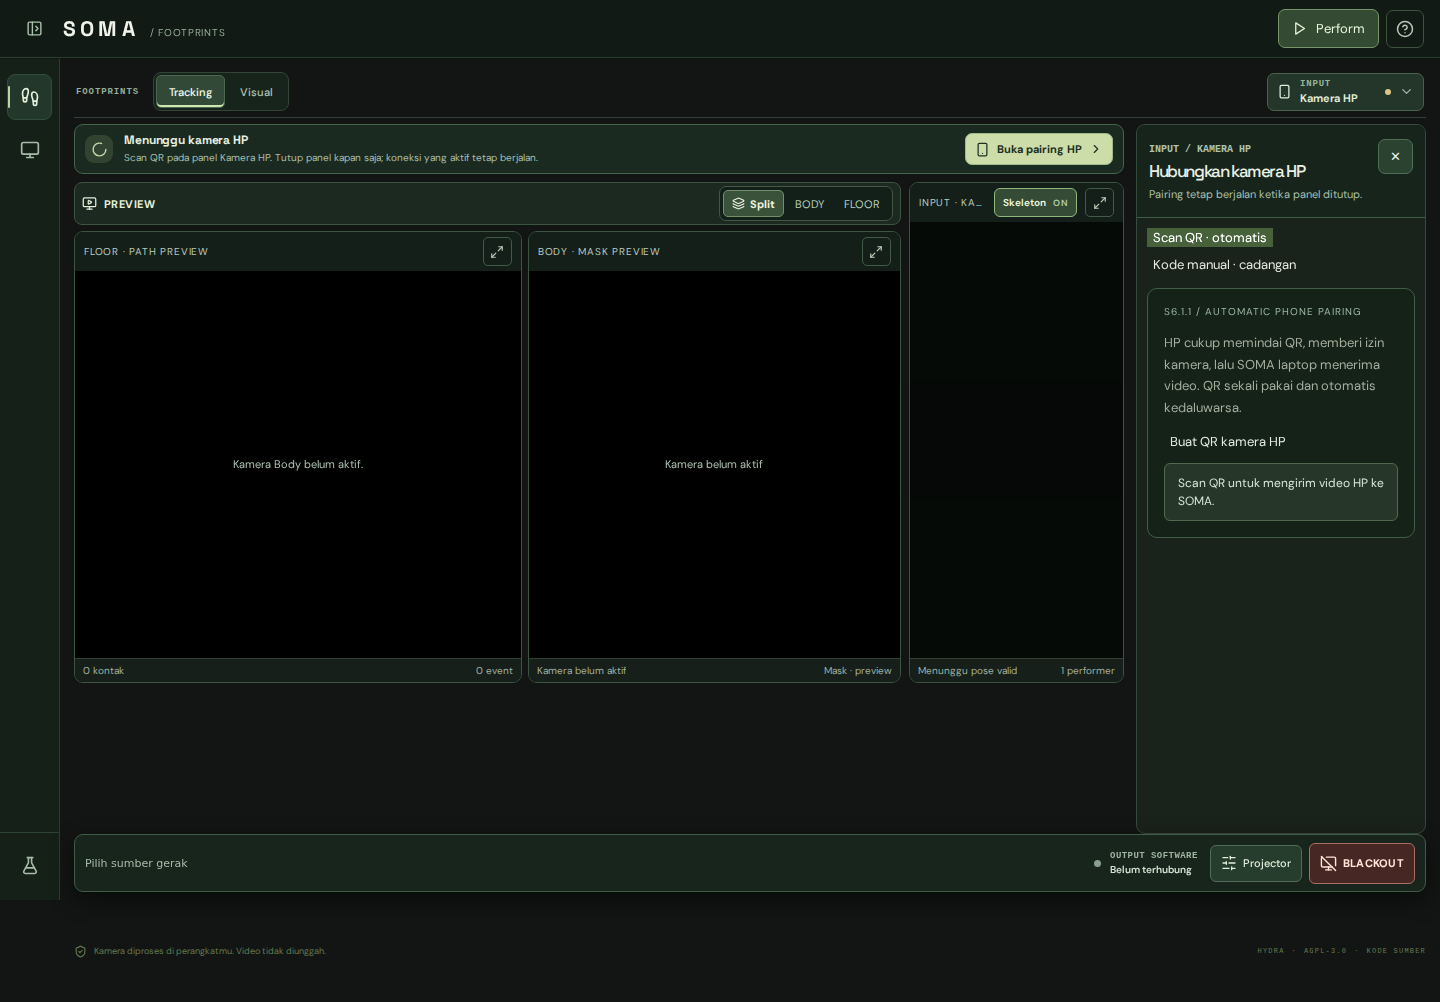 SOMA / FOOTPRINTS
Perform
FOOTPRINTS
Tracking
Visual
INPUT
Kamera HP
Menunggu kamera HP
Scan QR pada panel Kamera HP. Tutup panel kapan saja; koneksi yang aktif tetap berjalan.
Buka pairing HP
PREVIEW
Split
BODY
FLOOR
INPUT · KA…
Skeleton ON
FLOOR · PATH PREVIEW
BODY · MASK PREVIEW
Kamera Body belum aktif.
Kamera belum aktif
0 kontak
0 event
Kamera belum aktif
Mask · preview
Menunggu pose valid
1 performer
INPUT / KAMERA HP
Hubungkan kamera HP
Pairing tetap berjalan ketika panel ditutup.
Scan QR · otomatis
Kode manual · cadangan
S6.1.1 / AUTOMATIC PHONE PAIRING
HP cukup memindai QR, memberi izin
kamera, lalu SOMA laptop menerima
video. QR sekali pakai dan otomatis
kedaluwarsa.
Buat QR kamera HP
Scan QR untuk mengirim video HP ke
SOMA.
Pilih sumber gerak
OUTPUT SOFTWARE
Belum terhubung
Projector
BLACKOUT
Kamera diproses di perangkatmu. Video tidak diunggah.
HYDRA · AGPL-3.0 · KODE SUMBER